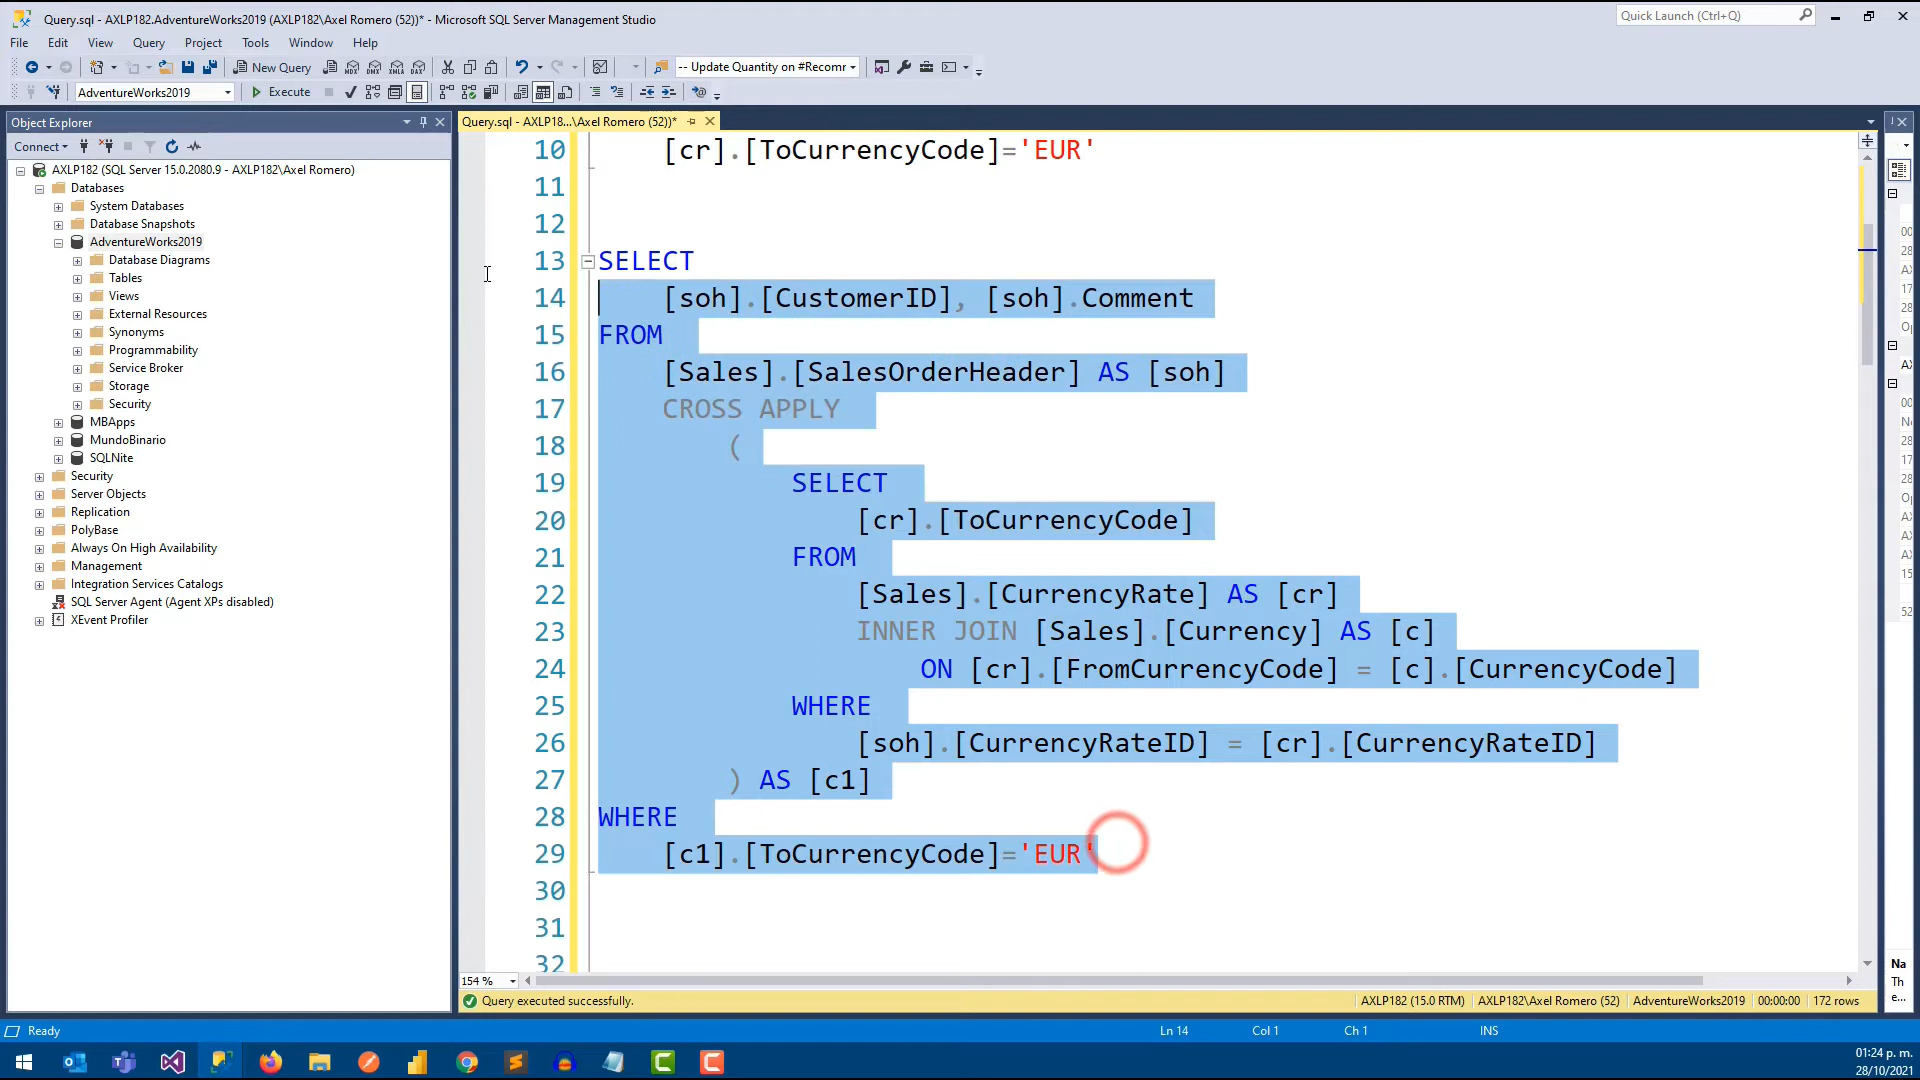 Query.sql - AXLP182.AdventureWorks2019 (AXLP182\Axel Romero (52))* - Microsoft SQL Server Management Studio
Quick Launch (Ctrl+Q)
File Edit View Query Project Tools Window Help
New Query
MDX DMX XMLA DAX
-- Update Quantity on #Recomr
AdventureWorks2019
Execute
Object Explorer
Query.sql - AXLP18...\Axel Romero (52))*
Connect
AXLP182 (SQL Server 15.0.2080.9 - AXLP182\Axel Romero)
Databases
System Databases
Database Snapshots
AdventureWorks2019
Database Diagrams
Tables
Views
External Resources
Synonyms
Programmability
Service Broker
Storage
Security
MBApps
MundoBinario
SQLNite
Security
Server Objects
Replication
PolyBase
Always On High Availability
Management
Integration Services Catalogs
SQL Server Agent (Agent XPs disabled)
XEvent Profiler
10 [cr].[ToCurrencyCode]='EUR'
11
12
13 SELECT
14 [soh].[CustomerID], [soh].Comment
15 FROM
16 [Sales].[SalesOrderHeader] AS [soh]
17 CROSS APPLY
18 (
19 SELECT
20 [cr].[ToCurrencyCode]
21 FROM
22 [Sales].[CurrencyRate] AS [cr]
23 INNER JOIN [Sales].[Currency] AS [c]
24 ON [cr].[FromCurrencyCode] = [c].[CurrencyCode]
25 WHERE
26 [soh].[CurrencyRateID] = [cr].[CurrencyRateID]
27 ) AS [c1]
28 WHERE
29 [c1].[ToCurrencyCode]='EUR'
30
31
32
154 %
Query executed successfully.
AXLP182 (15.0 RTM) AXLP182\Axel Romero (52) AdventureWorks2019 00:00:00 172 rows
Na
Th
e...
Ready
Ln 14 Col 1 Ch 1 INS
01:24 p. m.
28/10/2021